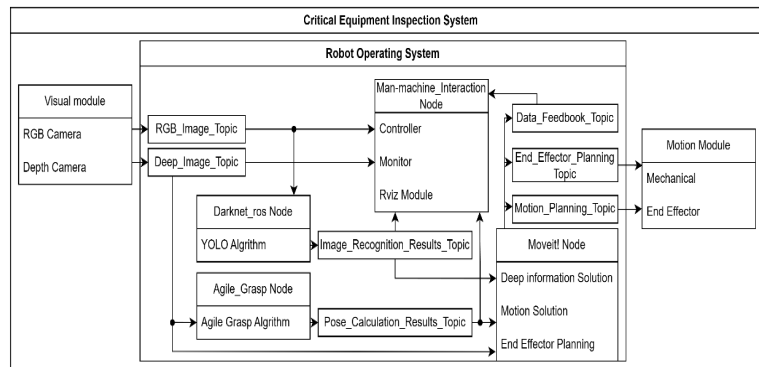 Critical Equipment Inspection System
Robot Operating System
Visual module
RGB Camera
Depth Camera
RGB_Image_Topic
Deep_Image_Topic
Man-machine_Interaction
Node
Controller
Monitor
Rviz Module
Data_Feedbook_Topic
End_Effector_Planning
Topic
Motion_Planning_Topic
Motion Module
Mechanical
End Effector
Darknet_ros Node
YOLO Algrithm
Image_Recognition_Results_Topic
Agile_Grasp Node
Agile Grasp Algrithm
Pose_Calculation_Results_Topic
Moveit! Node
Deep information Solution
Motion Solution
End Effector Planning